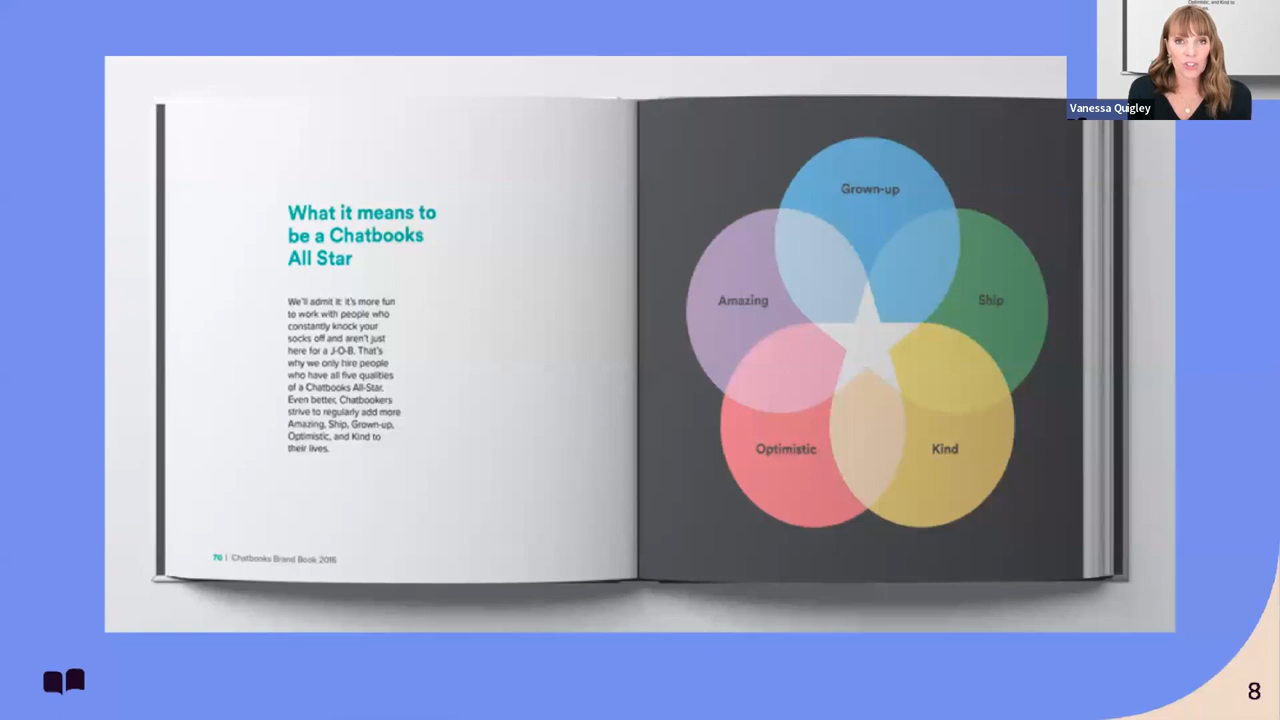 Optimistic, and Kind to
Vanessa Quigley
What it means to
be a Chatbooks
All Star
We'll admit it: it's more fun
to work with people who
constantly knock your
socks off and aren't just
here for a J-O-B. That's
why we only hire people
who have all five qualities
of a Chatbooks All-Star.
Even better, Chatbookers
strive to regularly add more
Amazing, Ship, Grown-up,
Optimistic, and Kind to
their lives.
70 | Chatbooks Brand Book 2016
Grown-up
Amazing
Ship
Optimistic
Kind
8